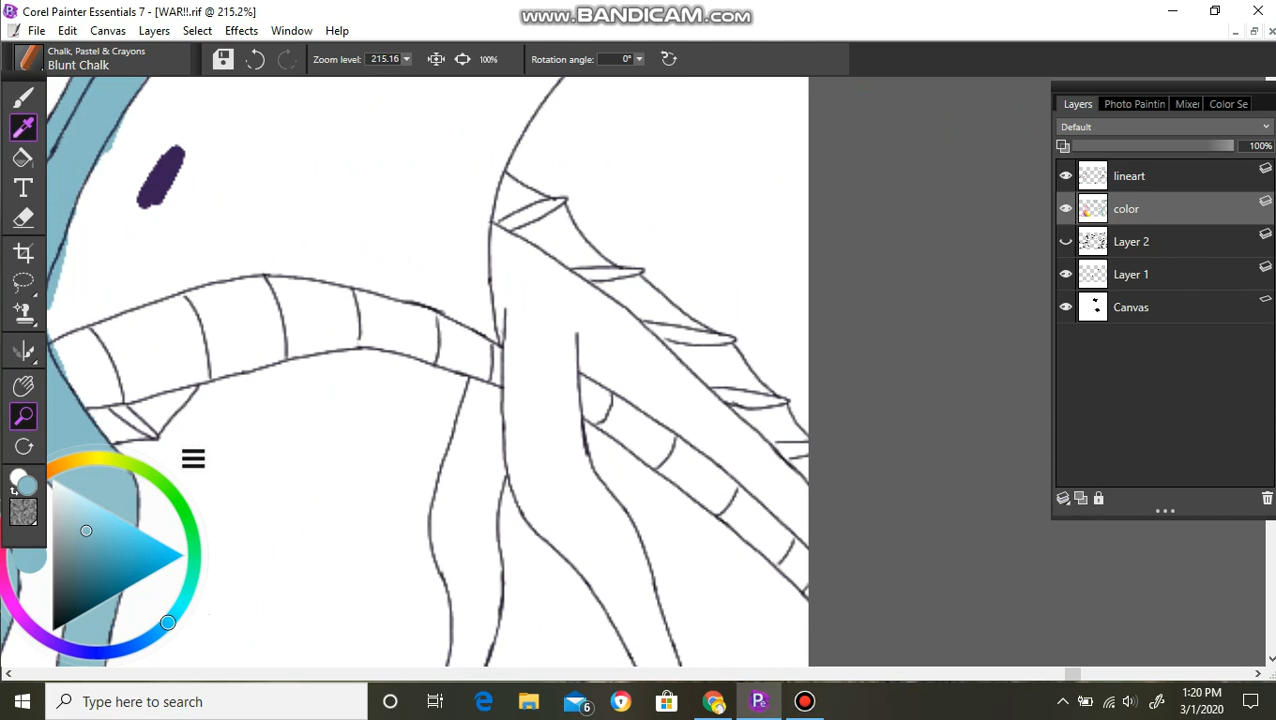 Corel Painter Essentials 7 - [WAR!!.rif @ 215.2%]
www.BANDICAM.com
File Edit Canvas Layers Select Effects Window Help
Chalk, Pastel & Crayons
Blunt Chalk
Zoom level: 215.16
100%
Rotation angle: 0°
Layers Photo Paintin Mixer Color Se
Default
100%
lineart
color
Layer 2
Layer 1
Canvas
Type here to search
6
1:20 PM
3/1/2020